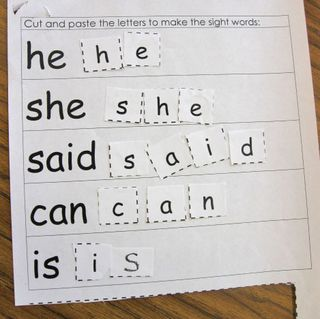 Cut and paste the letters to make the sight words:
he h e
she s h e
said s a i d
can c a n
is i S